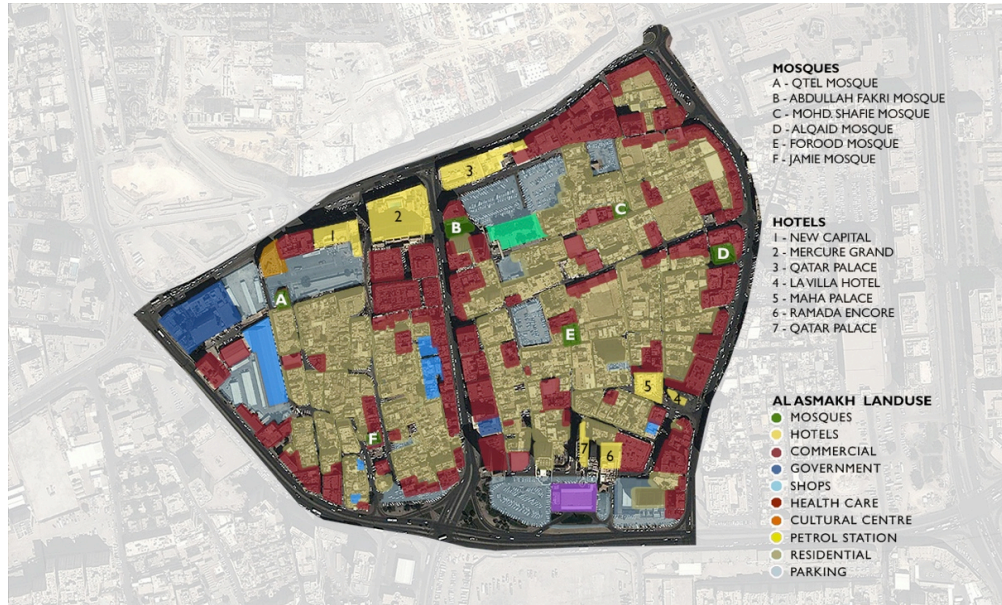 MOSQUES
A - QTEL MOSQUE
B - ABDULLAH FAKRI MOSQUE
C - MOHD. SHAFIE MOSQUE
D - ALQAID MOSQUE
E - FOROOD MOSQUE
F - JAMIE MOSQUE
3
2
C
1
B
D
A
E
5
4
F
7
6
HOTELS
1 - NEW CAPITAL
2 - MERCURE GRAND
3 - QATAR PALACE
4 - LA VILLA HOTEL
5 - MAHA PALACE
6 - RAMADA ENCORE
7 - QATAR PALACE
AL ASMAKH LANDUSE
MOSQUES
HOTELS
COMMERCIAL
GOVERNMENT
SHOPS
HEALTH CARE
CULTURAL CENTRE
PETROL STATION
RESIDENTIAL
PARKING